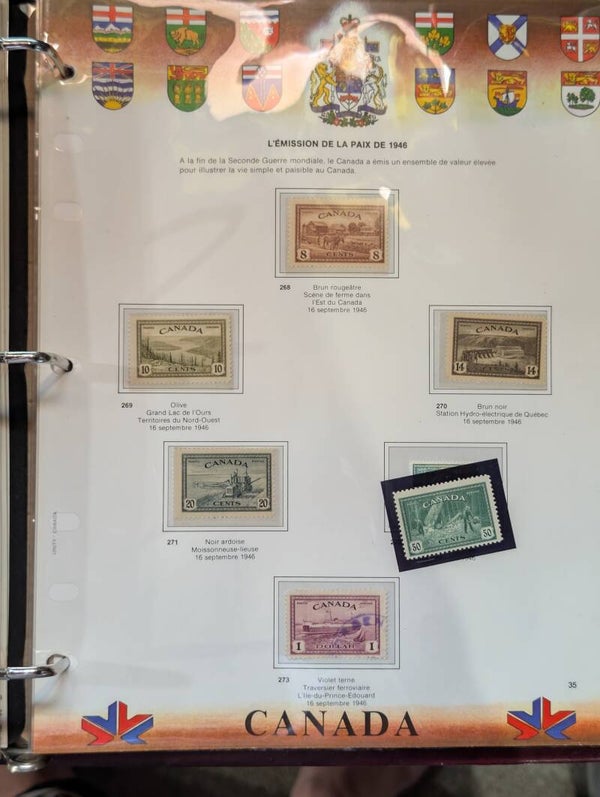 L'ÉMISSION DE LA PAIX DE 1946
A la fin de la Seconde Guerre mondiale, le Canada a émis un ensemble de valeur élevée
pour illustrer la vie simple et paisible au Canada.
CANADA
8 8
CENTS
268 Brun rougeâtre
Scène de ferme dans
l'Est du Canada
16 septembre 1946
CANADA
10 CENTS 10
269 Olive
Grand Lac de l'Ours
Territoires du Nord-Ouest
16 septembre 1946
CANADA
14 CENTS 14
270 Brun noir
Station Hydro-électrique de Québec
16 septembre 1946
CANADA
20 CENTS 20
271 Noir ardoise
Moissonneuse-lieuse
16 septembre 1946
CANADA
50 CENTS 50
CANADA
1 DOLLAR 1
273 Violet terne
Traversier ferroviaire
L'Ile-du-Prince-Edouard
16 septembre 1946
35
UNITY CANADA
CANADA